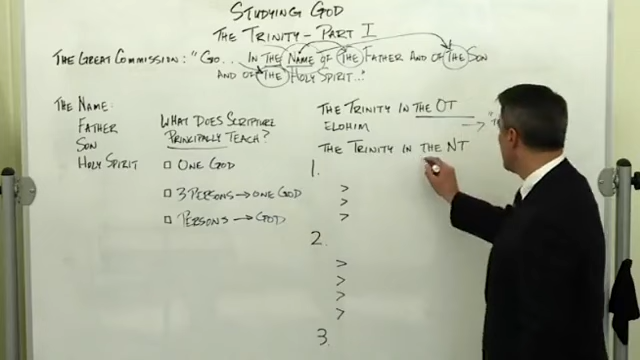 STUDYING GOD
THE TRINITY - PART I
THE GREAT COMMISSION: "GO... IN THE NAME OF THE FATHER AND OF THE SON
AND OF THE HOLY SPIRIT..."
THE NAME:
FATHER
SON
HOLY SPIRIT
WHAT DOES SCRIPTURE
PRINCIPALLY TEACH?
□ ONE GOD
□ 3 PERSONS → ONE GOD
□ PERSONS → GOD
THE TRINITY IN THE OT
ELOHIM →
THE TRINITY IN THE NT
1.
>
>
>
2.
>
>
>
>
3.